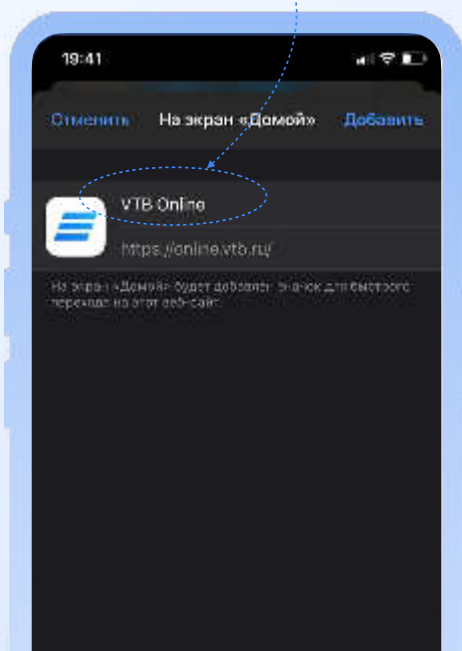 19:41
Отменить На экран «Домой» Добавить
VTB Online
https://online.vtb.ru/
На экран «Домой» будет добавлен значок для быстрого
перехода на этот веб-сайт.